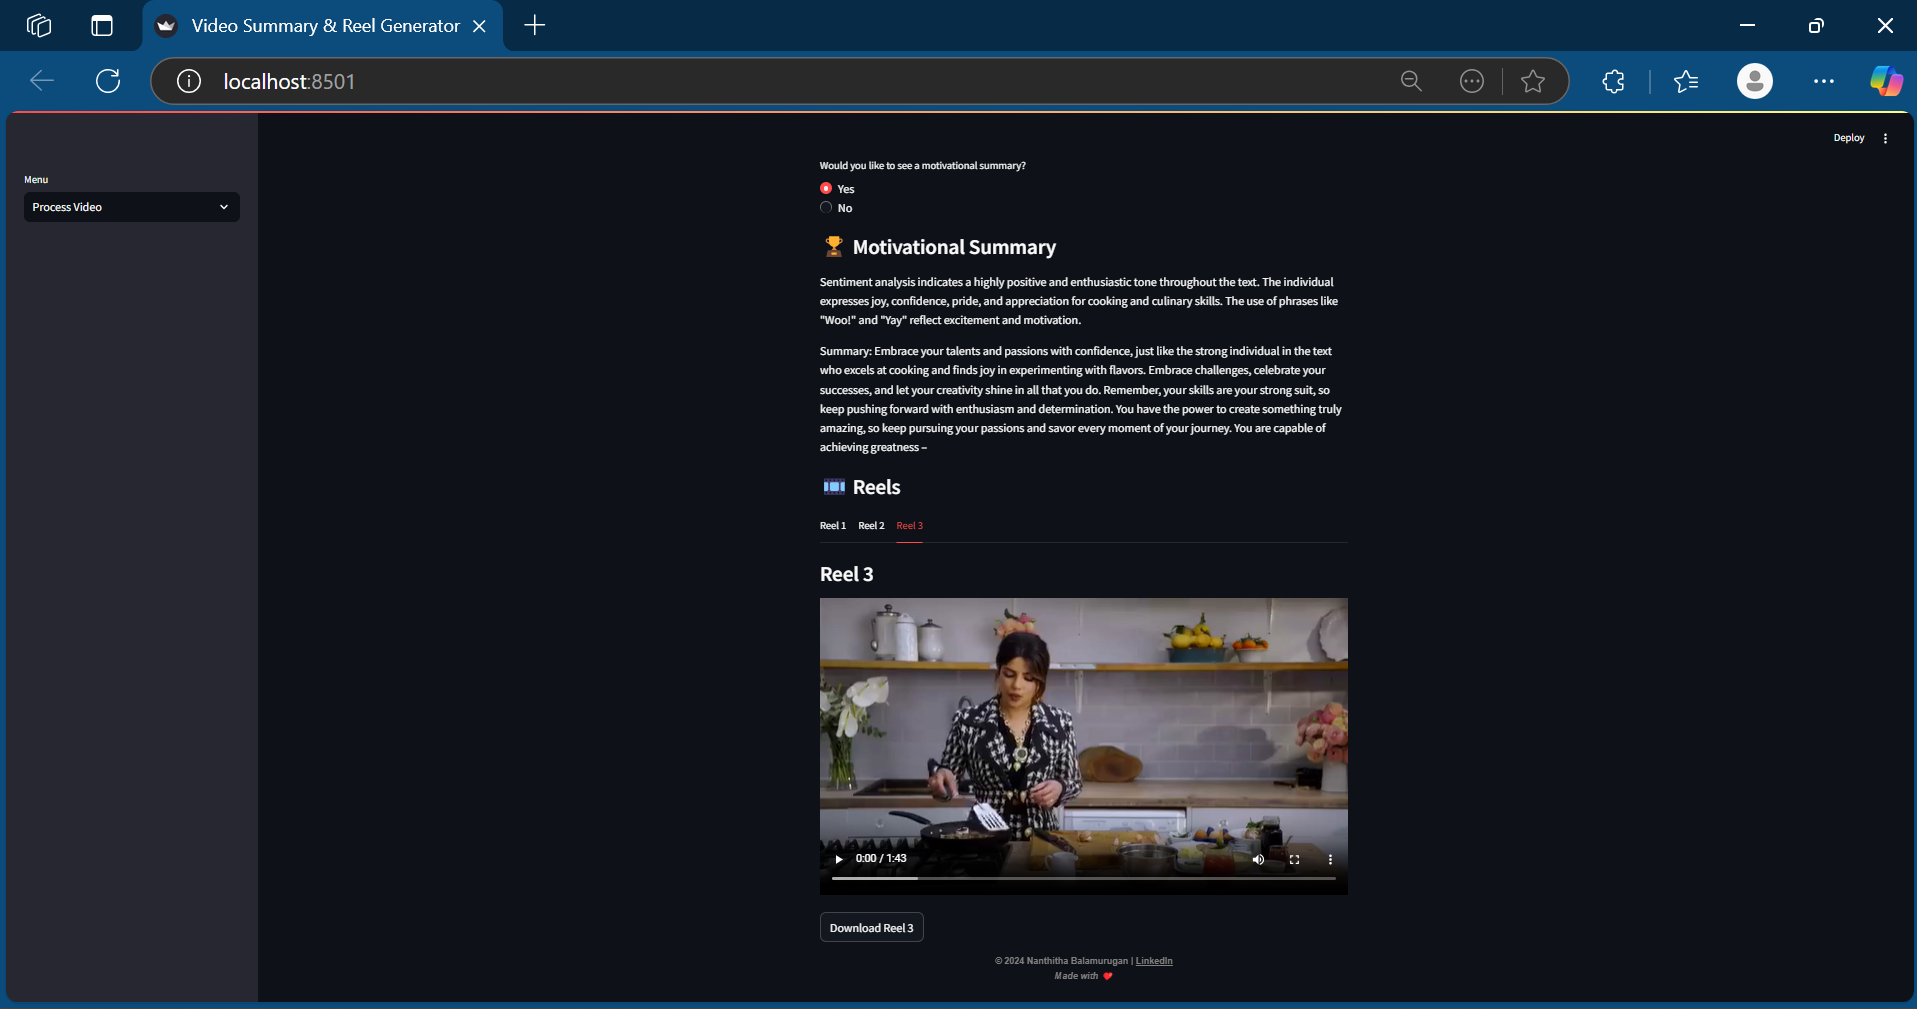 Video Summary & Reel Generator
localhost:8501
Deploy
Menu
Process Video
Would you like to see a motivational summary?
Yes
No
Motivational Summary
Sentiment analysis indicates a highly positive and enthusiastic tone throughout the text. The individual
expresses joy, confidence, pride, and appreciation for cooking and culinary skills. The use of phrases like
"Woo!" and "Yay" reflect excitement and motivation.
Summary: Embrace your talents and passions with confidence, just like the strong individual in the text
who excels at cooking and finds joy in experimenting with flavors. Embrace challenges, celebrate your
successes, and let your creativity shine in all that you do. Remember, your skills are your strong suit, so
keep pushing forward with enthusiasm and determination. You have the power to create something truly
amazing, so keep pursuing your passions and savor every moment of your journey. You are capable of
achieving greatness –
Reels
Reel 1 Reel 2 Reel 3
Reel 3
0:00 / 1:43
Download Reel 3
© 2024 Nanthitha Balamurugan | LinkedIn
Made with ❤️